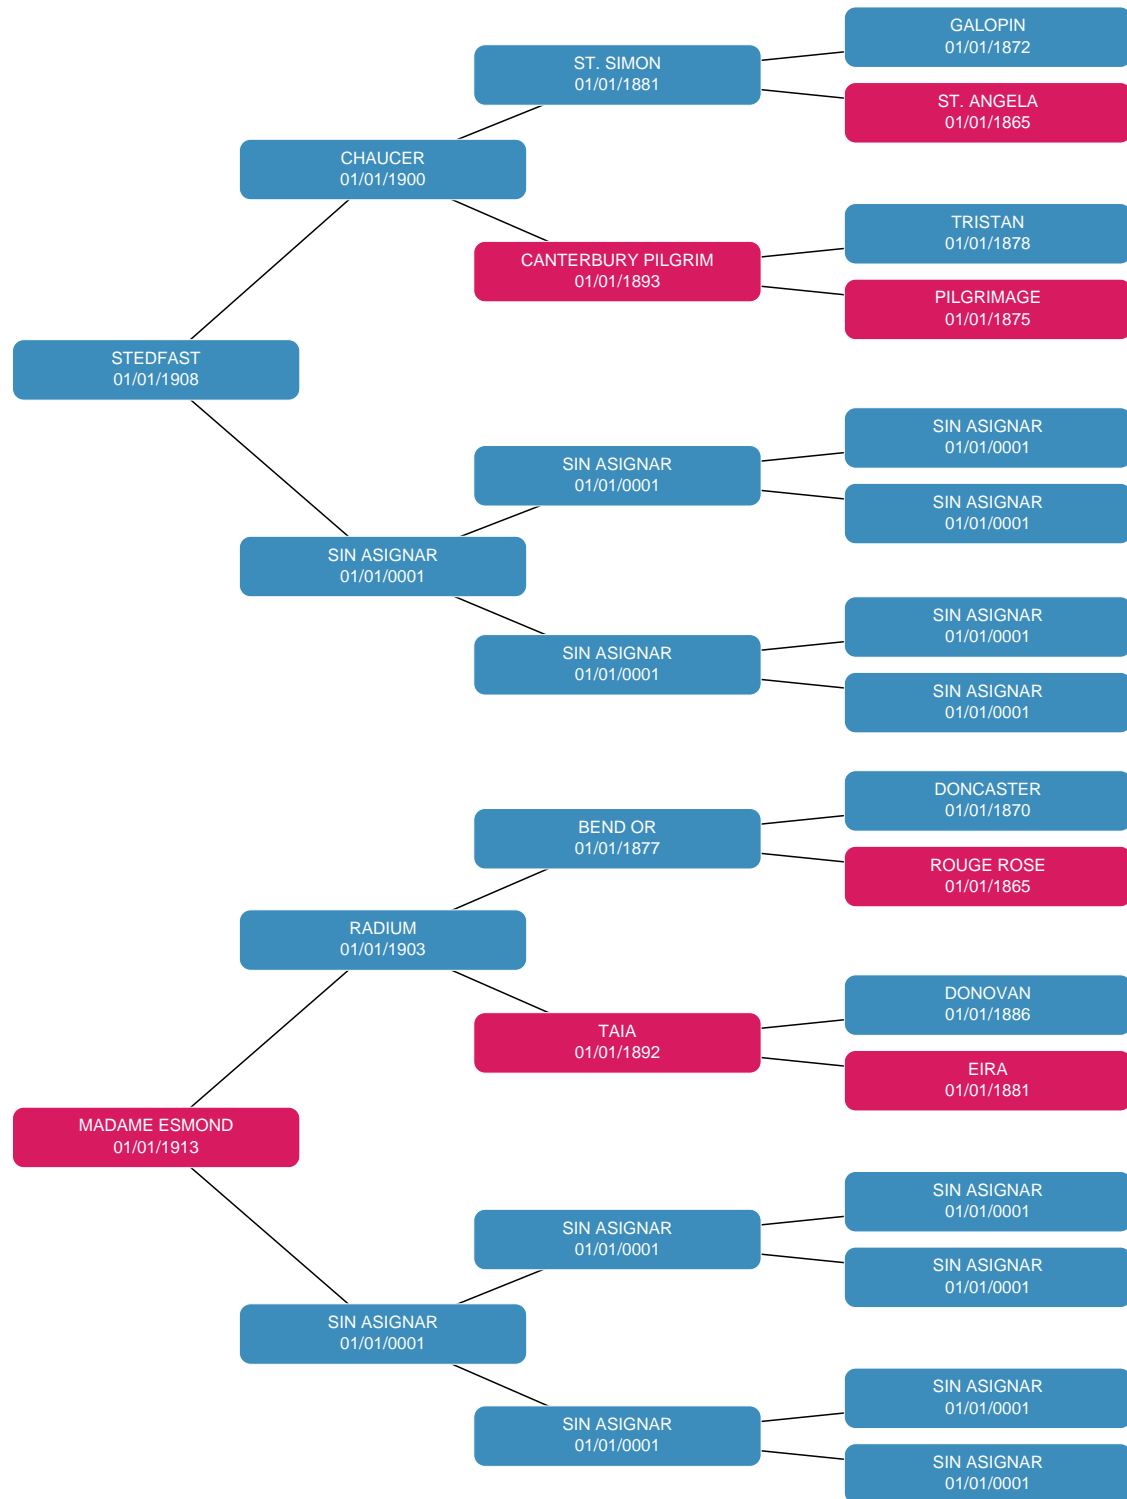 GALOPIN
01/01/1872
ST. SIMON
01/01/1881
ST. ANGELA
01/01/1865
CHAUCER
01/01/1900
TRISTAN
01/01/1878
CANTERBURY PILGRIM
01/01/1893
PILGRIMAGE
01/01/1875
STEDFAST
01/01/1908
SIN ASIGNAR
01/01/0001
SIN ASIGNAR
01/01/0001
SIN ASIGNAR
01/01/0001
SIN ASIGNAR
01/01/0001
SIN ASIGNAR
01/01/0001
SIN ASIGNAR
01/01/0001
SIN ASIGNAR
01/01/0001
DONCASTER
01/01/1870
BEND OR
01/01/1877
ROUGE ROSE
01/01/1865
RADIUM
01/01/1903
DONOVAN
01/01/1886
TAIA
01/01/1892
EIRA
01/01/1881
MADAME ESMOND
01/01/1913
SIN ASIGNAR
01/01/0001
SIN ASIGNAR
01/01/0001
SIN ASIGNAR
01/01/0001
SIN ASIGNAR
01/01/0001
SIN ASIGNAR
01/01/0001
SIN ASIGNAR
01/01/0001
SIN ASIGNAR
01/01/0001